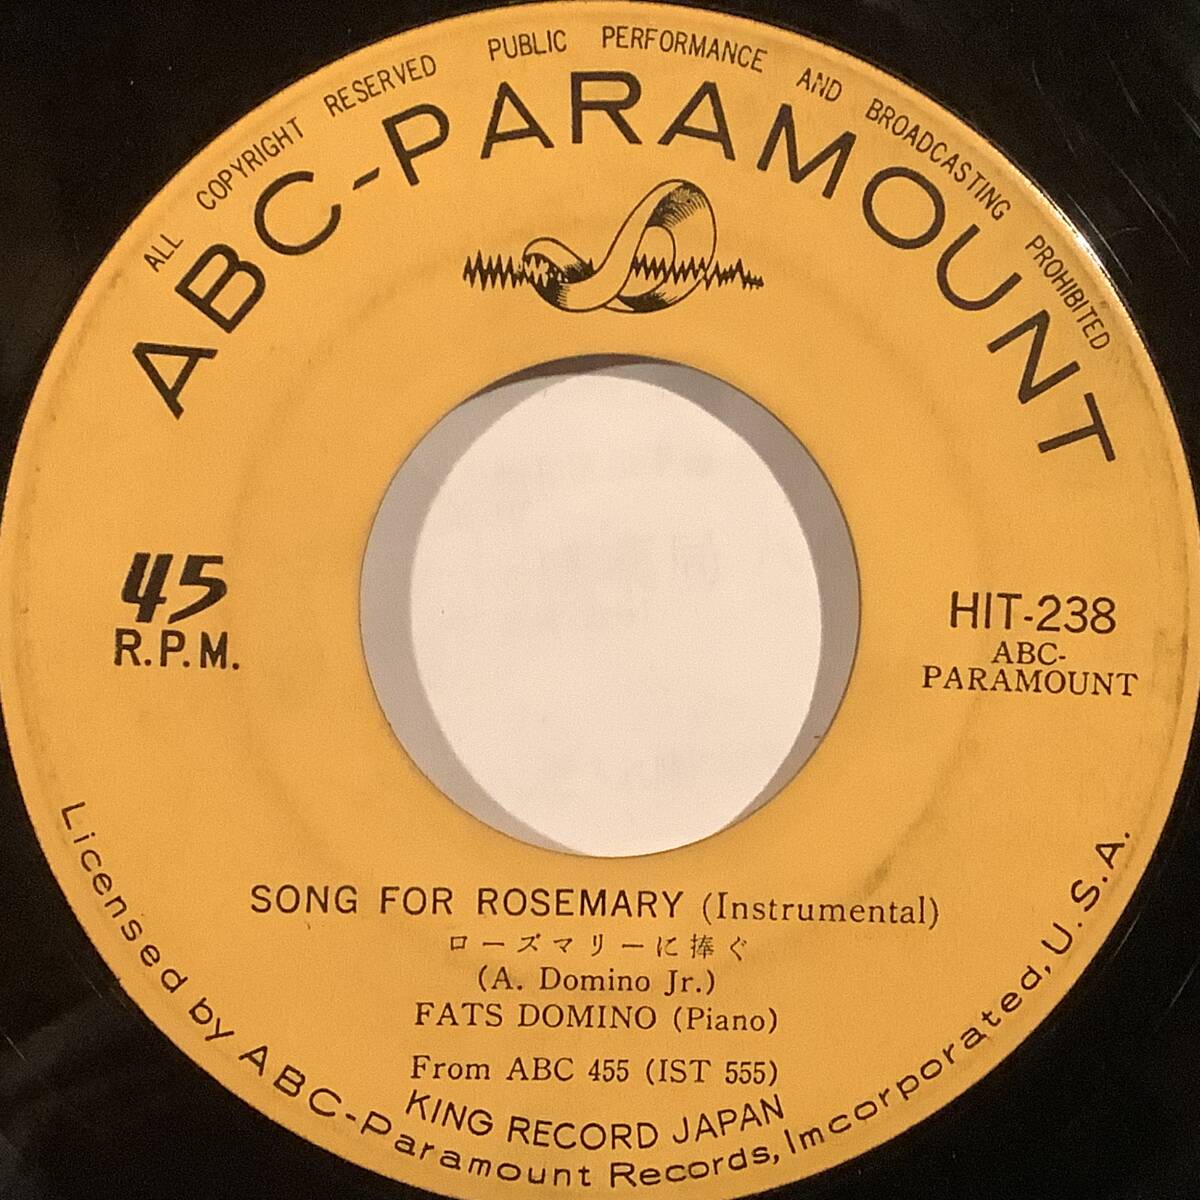 ALL COPYRIGHT RESERVED PUBLIC PERFORMANCE AND BROADCASTING PROHIBITED
ABC-PARAMOUNT
45
R.P.M.
HIT-238
ABC-
PARAMOUNT
SONG FOR ROSEMARY (Instrumental)
ローズマリーに捧ぐ
(A. Domino Jr.)
FATS DOMINO (Piano)
From ABC 455 (IST 555)
KING RECORD JAPAN
Licensed by ABC-Paramount Records, Imcorporated, U.S.A.